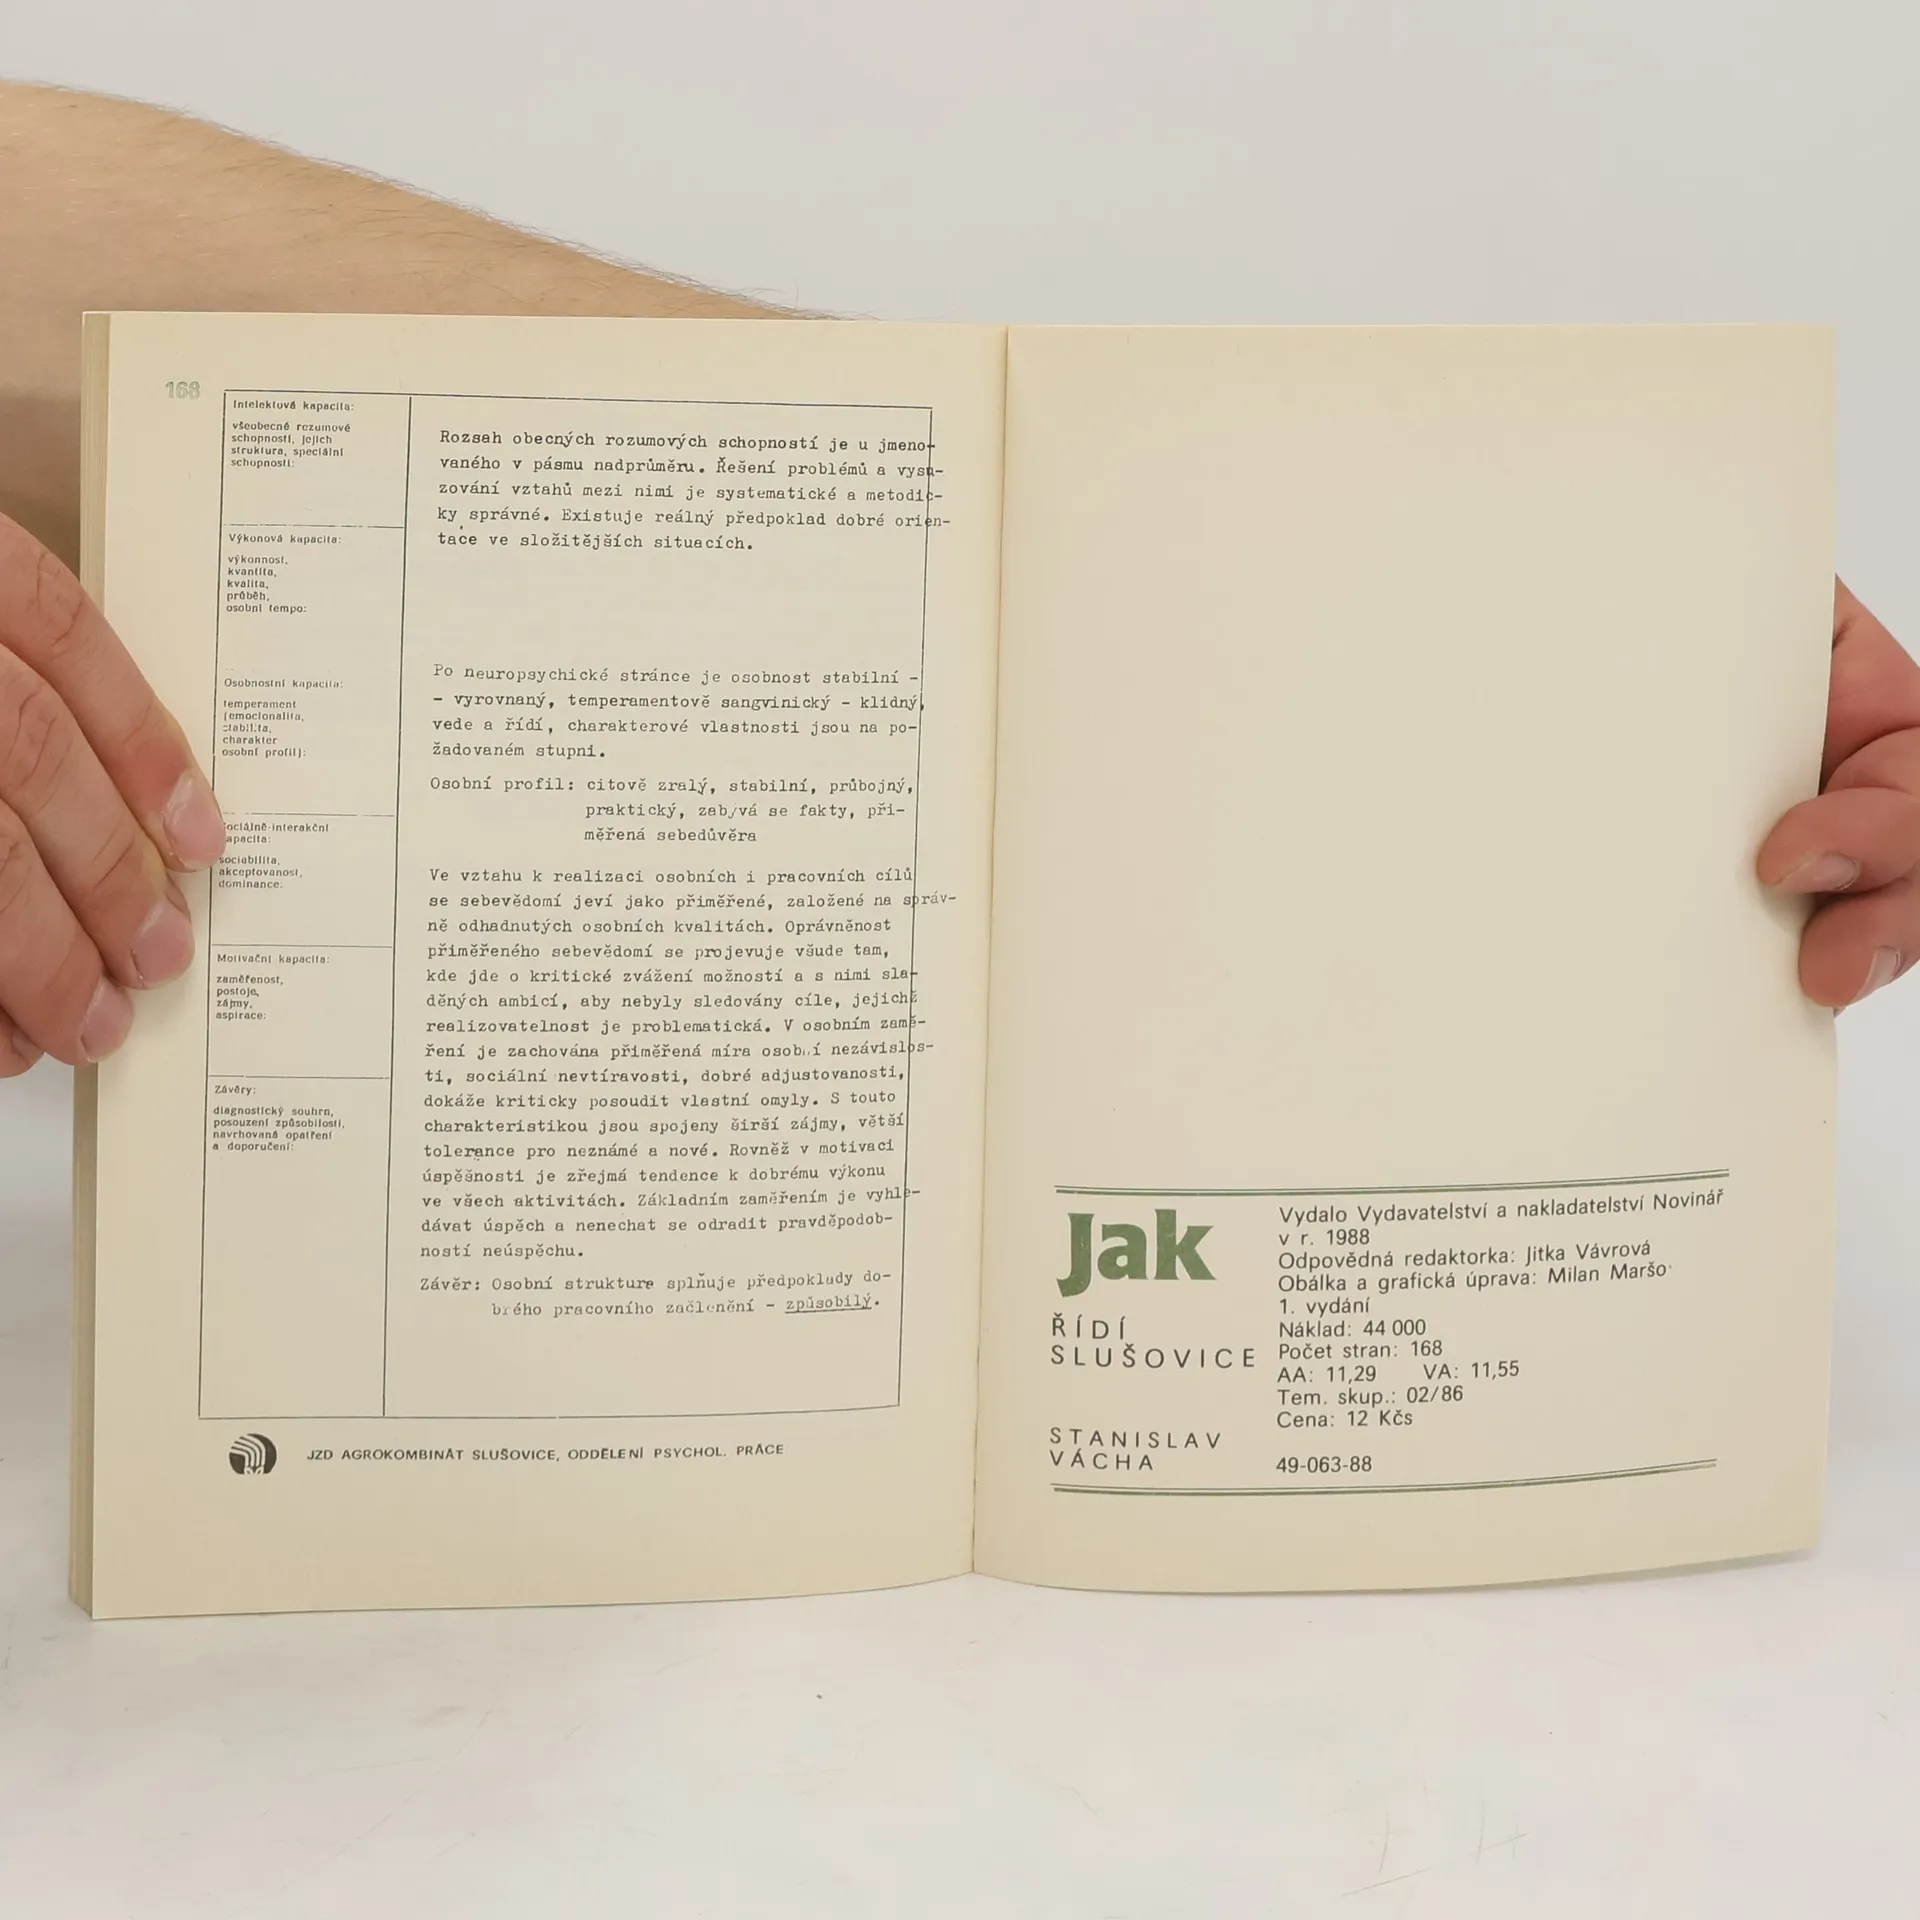 168
Intelektová kapacita:
všeobecné rozumové
schopnosti, jejich
struktura, speciální
schopnosti:
Výkonová kapacita:
výkonnost,
kvantita,
kvalita,
průběh,
osobní tempo:
Osobnostní kapacita:
temperament
(emocionalita,
stabilita,
charakter
osobní profil):
ociálně-interakční
apacita:
sociabilita,
akceptovanost,
dominance:
Motivační kapacita:
zaměřenost,
postoje,
zájmy,
aspirace:
Závěry:
diagnostický souhrn,
posouzení způsobilosti,
navrhovaná opatření
a doporučení:
Rozsah obecných rozumových schopností je u jmeno-
vaného v pásmu nadprůměru. Řešení problémů a vysu-
zování vztahů mezi nimi je systematické a metodic-
ky správné. Existuje reálný předpoklad dobré orien-
tace ve složitějších situacích.
Po neuropsychické stránce je osobnost stabilní -
- vyrovnaný, temperamentově sangvinický - klidný,
vede a řídí, charakterové vlastnosti jsou na po-
žadovaném stupni.
Osobní profil: citově zralý, stabilní, průbojný,
praktický, zabývá se fakty, při-
měřená sebedůvěra
Ve vztahu k realizaci osobních i pracovních cílů
se sebevědomí jeví jako přiměřené, založené na správ-
ně odhadnutých osobních kvalitách. Oprávněnost
přiměřeného sebevědomí se projevuje všude tam,
kde jde o kritické zvážení možností a s nimi sla-
děných ambicí, aby nebyly sledovány cíle, jejichž
realizovatelnost je problematická. V osobním zamě-
ření je zachována přiměřená míra osobní nezávislos-
ti, sociální nevtíravosti, dobré adjustovanosti,
dokáže kriticky posoudit vlastní omyly. S touto
charakteristikou jsou spojeny širší zájmy, větší
tolerance pro neznámé a nové. Rovněž v motivaci
úspěšnosti je zřejmá tendence k dobrému výkonu
ve všech aktivitách. Základním zaměřením je vyhle-
dávat úspěch a nenechat se odradit pravděpodob-
ností neúspěchu.
Závěr: Osobní struktura splňuje předpoklady do-
brého pracovního začlenění - způsobilý.
JZD AGROKOMBINÁT SLUŠOVICE, ODDĚLENÍ PSYCHOL. PRÁCE
Jak
ŘÍDÍ
SLUŠOVICE
STANISLAV
VÁCHA
Vydalo Vydavatelství a nakladatelství Novinář
v r. 1988
Odpovědná redaktorka: Jitka Vávrová
Obálka a grafická úprava: Milan Maršo
1. vydání
Náklad: 44 000
Počet stran: 168
AA: 11,29 VA: 11,55
Tem. skup.: 02/86
Cena: 12 Kčs
49-063-88